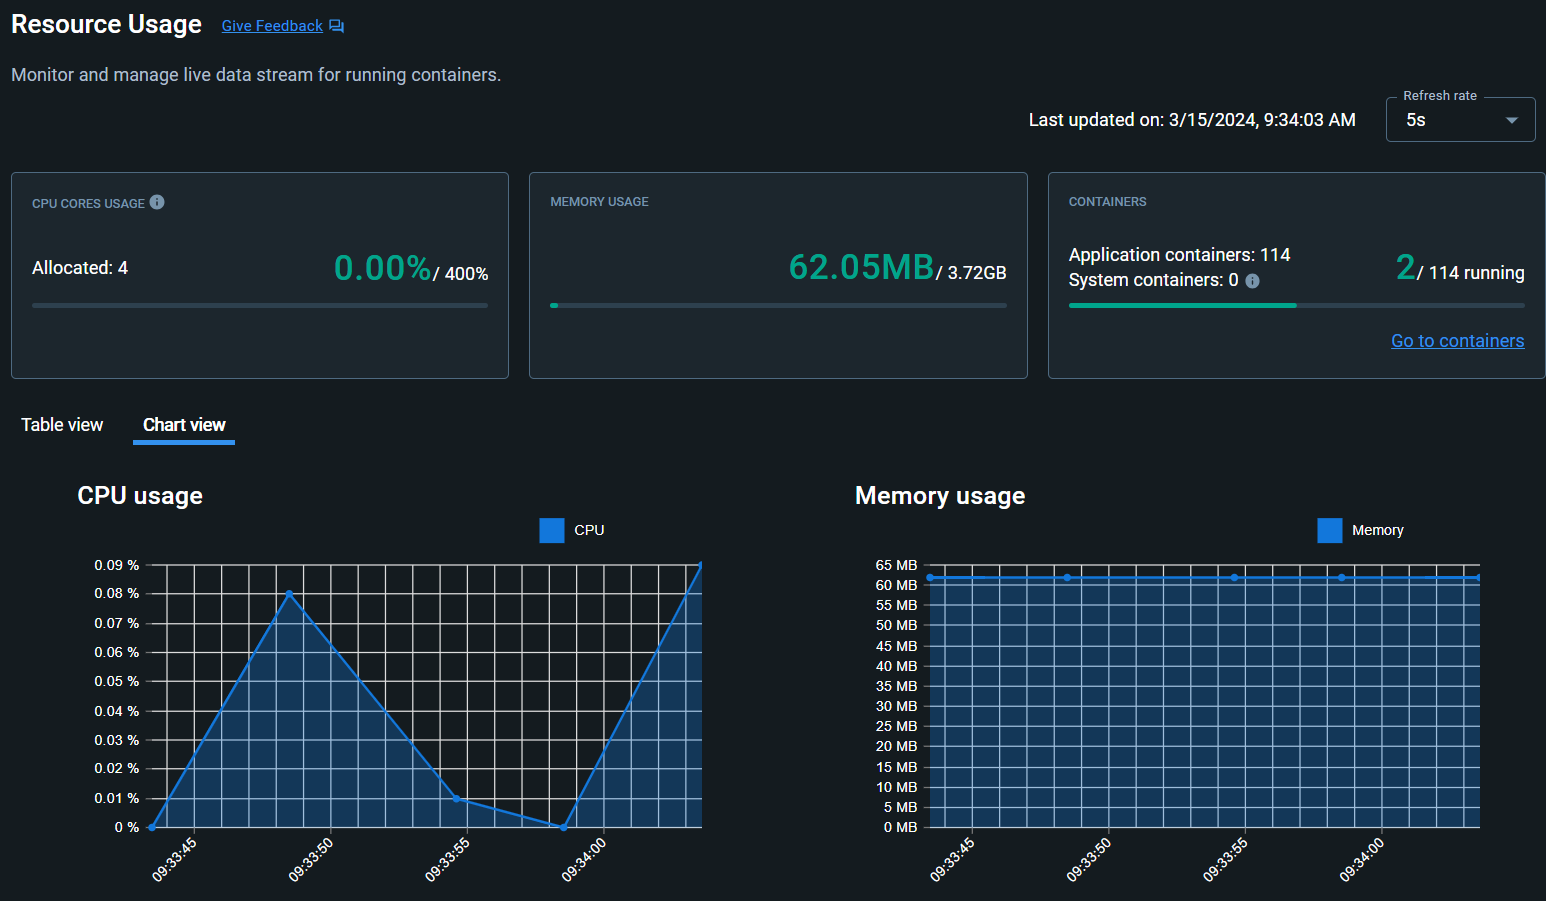 Resource Usage Give Feedback
Monitor and manage live data stream for running containers.
Last updated on: 3/15/2024, 9:34:03 AM
Refresh rate
5s
CPU CORES USAGE
Allocated: 4
0.00% / 400%
MEMORY USAGE
62.05MB / 3.72GB
CONTAINERS
Application containers: 114
System containers: 0
2 / 114 running
Go to containers
Table view
Chart view
CPU usage
CPU
0.09 %
0.08 %
0.07 %
0.06 %
0.05 %
0.04 %
0.03 %
0.02 %
0.01 %
0 %
09:33:45
09:33:50
09:33:55
09:34:00
Memory usage
Memory
65 MB
60 MB
55 MB
50 MB
45 MB
40 MB
35 MB
30 MB
25 MB
20 MB
15 MB
10 MB
5 MB
0 MB
09:33:45
09:33:50
09:33:55
09:34:00